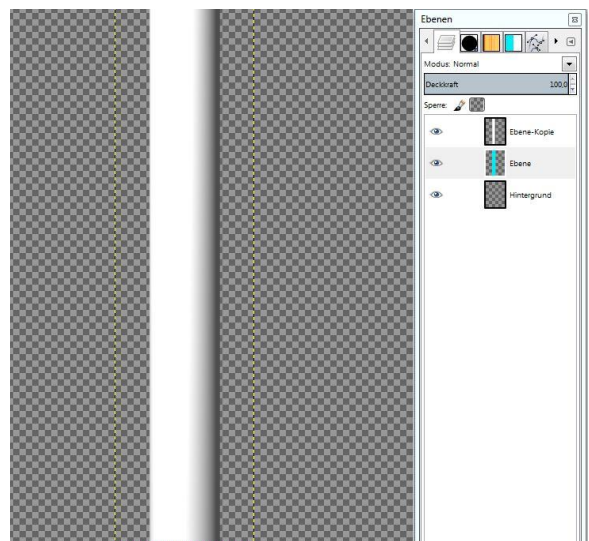 Ebenen
Modus: Normal
Deckkraft 100,0
Sperre:
Ebene-Kopie
Ebene
Hintergrund